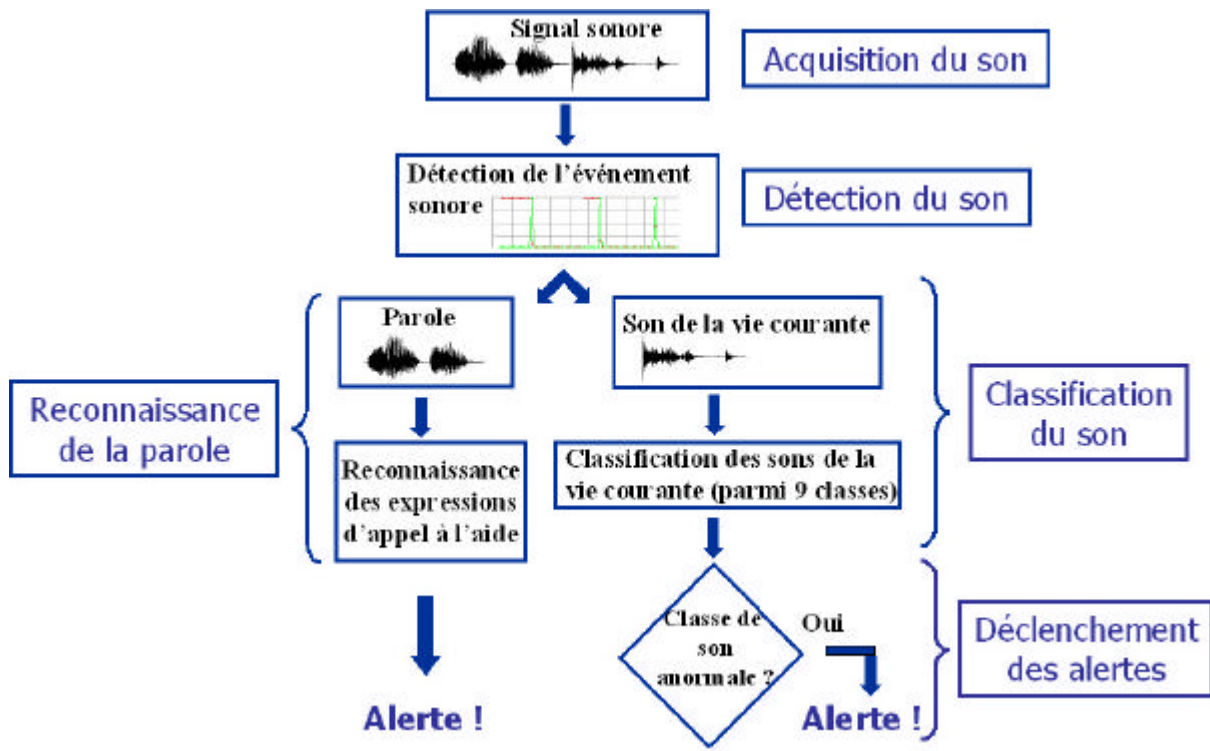 Signal sonore
Acquisition du son
Détection de l'événement
sonore
Détection du son
Parole
Son de la vie courante
Reconnaissance
de la parole
Classification
du son
Reconnaissance
des expressions
d'appel à l'aide
Classification des sons de la
vie courante (parmi 9 classes)
Classe de
son
anormale ?
Oui
Déclenchement
des alertes
Alerte !
Alerte !